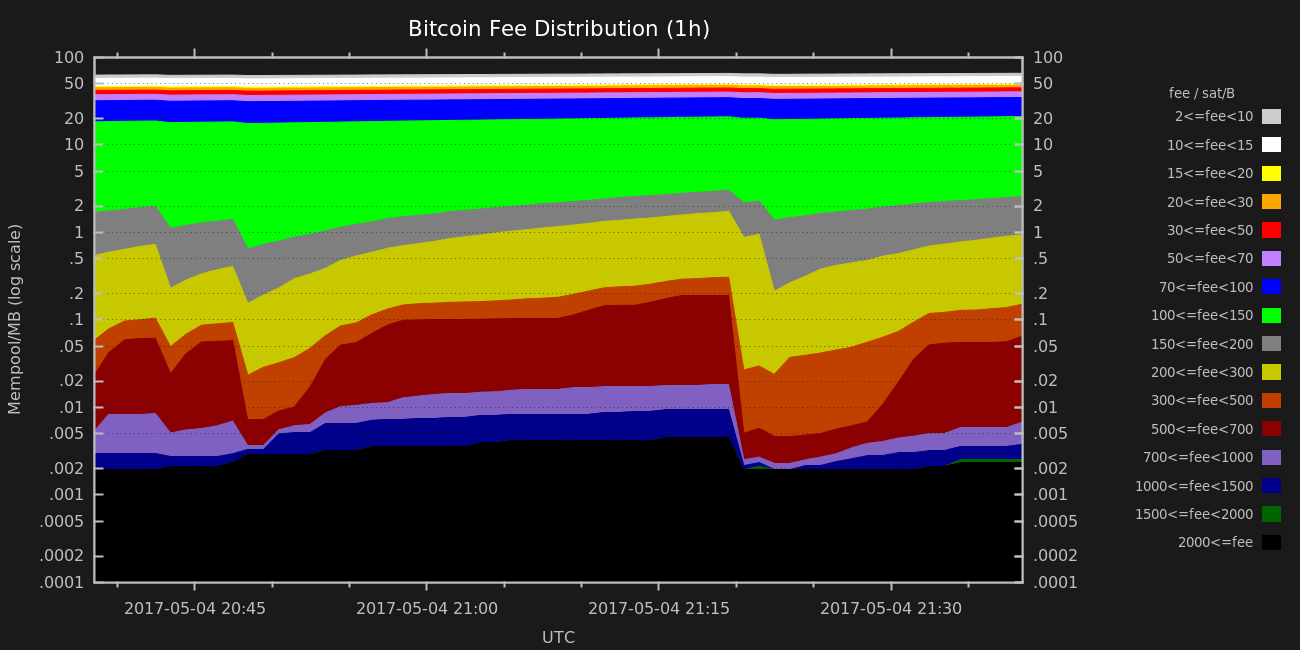 Bitcoin Fee Distribution (1h)
Mempool/MB (log scale)
100
50
20
10
5
2
1
.5
.2
.1
.05
.02
.01
.005
.002
.001
.0005
.0002
.0001
100
50
20
10
5
2
1
.5
.2
.1
.05
.02
.01
.005
.002
.001
.0005
.0002
.0001
2017-05-04 20:45 2017-05-04 21:00 2017-05-04 21:15 2017-05-04 21:30
UTC
fee / sat/B
2<=fee<10
10<=fee<15
15<=fee<20
20<=fee<30
30<=fee<50
50<=fee<70
70<=fee<100
100<=fee<150
150<=fee<200
200<=fee<300
300<=fee<500
500<=fee<700
700<=fee<1000
1000<=fee<1500
1500<=fee<2000
2000<=fee